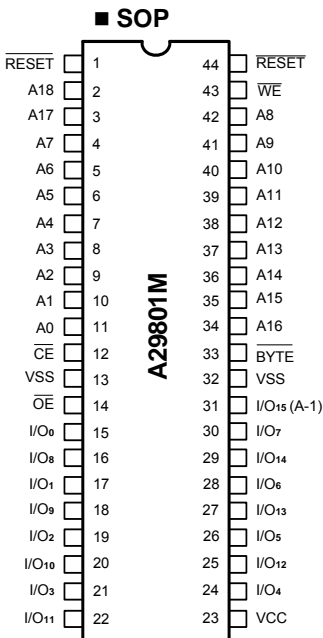 ■ SOP
RESET 1 44 RESET
A18 2 43 WE
A17 3 42 A8
A7 4 41 A9
A6 5 40 A10
A5 6 39 A11
A4 7 38 A12
A3 8 37 A13
A2 9 36 A14
A1 10 35 A15
A0 11 34 A16
CE 12 33 BYTE
VSS 13 32 VSS
OE 14 31 I/O15 (A-1)
I/O0 15 30 I/O7
I/O8 16 29 I/O14
I/O1 17 28 I/O6
I/O9 18 27 I/O13
I/O2 19 26 I/O5
I/O10 20 25 I/O12
I/O3 21 24 I/O4
I/O11 22 23 VCC
A29801M